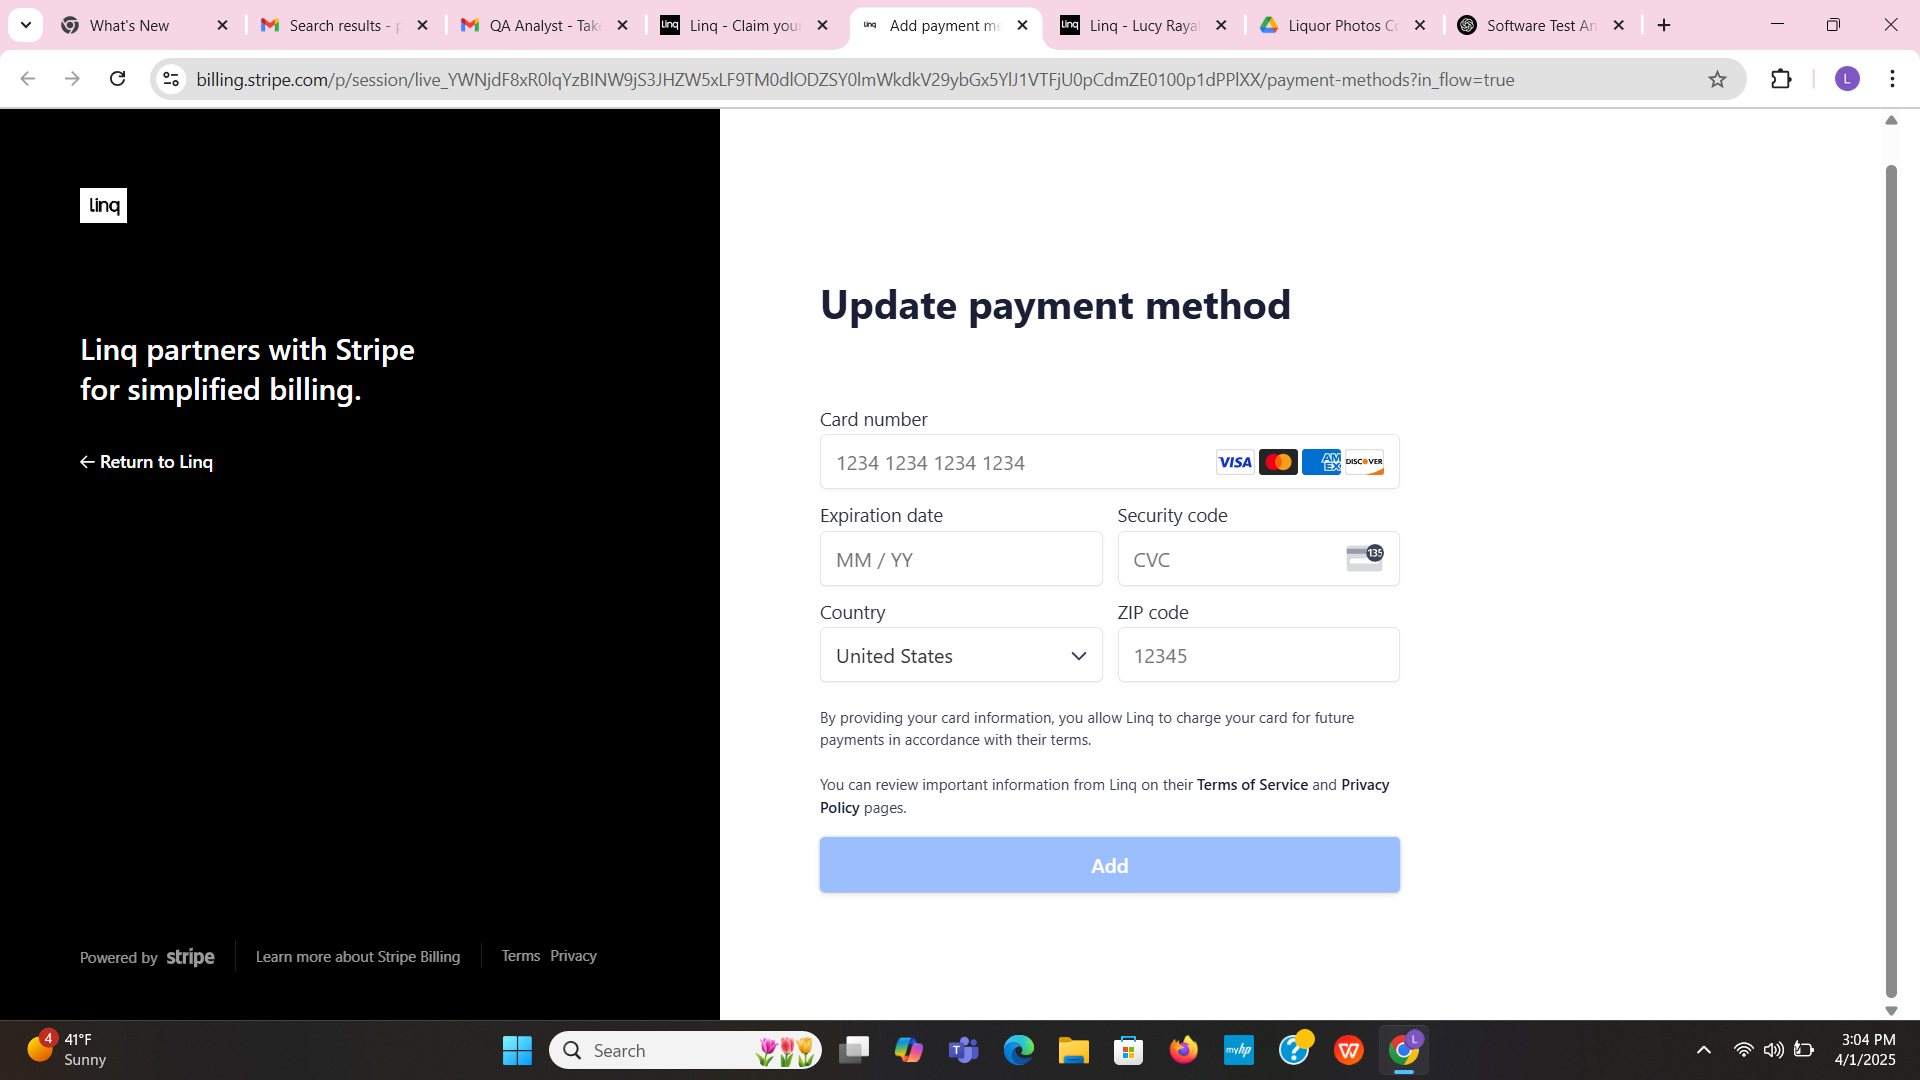 What's New
Search results - p
QA Analyst - Take
Linq - Claim your
Add payment me
Linq - Lucy Rayal
Liquor Photos Co
Software Test An
billing.stripe.com/p/session/live_YWNjdF8xR0lqYzBINW9jS3JHZW5xLF9TM0dlODZSY0lmWkdkV29ybGx5YlJ1VTFjU0pCdmZE0100p1dPPlXX/payment-methods?in_flow=true
L
linq
Linq partners with Stripe
for simplified billing.
← Return to Linq
Powered by stripe
Learn more about Stripe Billing
Terms Privacy
Update payment method
Card number
1234 1234 1234 1234
VISA
AM EX
DISCOVER
Expiration date
Security code
MM / YY
CVC
135
Country
ZIP code
United States
12345
By providing your card information, you allow Linq to charge your card for future
payments in accordance with their terms.
You can review important information from Linq on their Terms of Service and Privacy
Policy pages.
Add
4
41°F
Sunny
Search
myhp
L
3:04 PM
4/1/2025